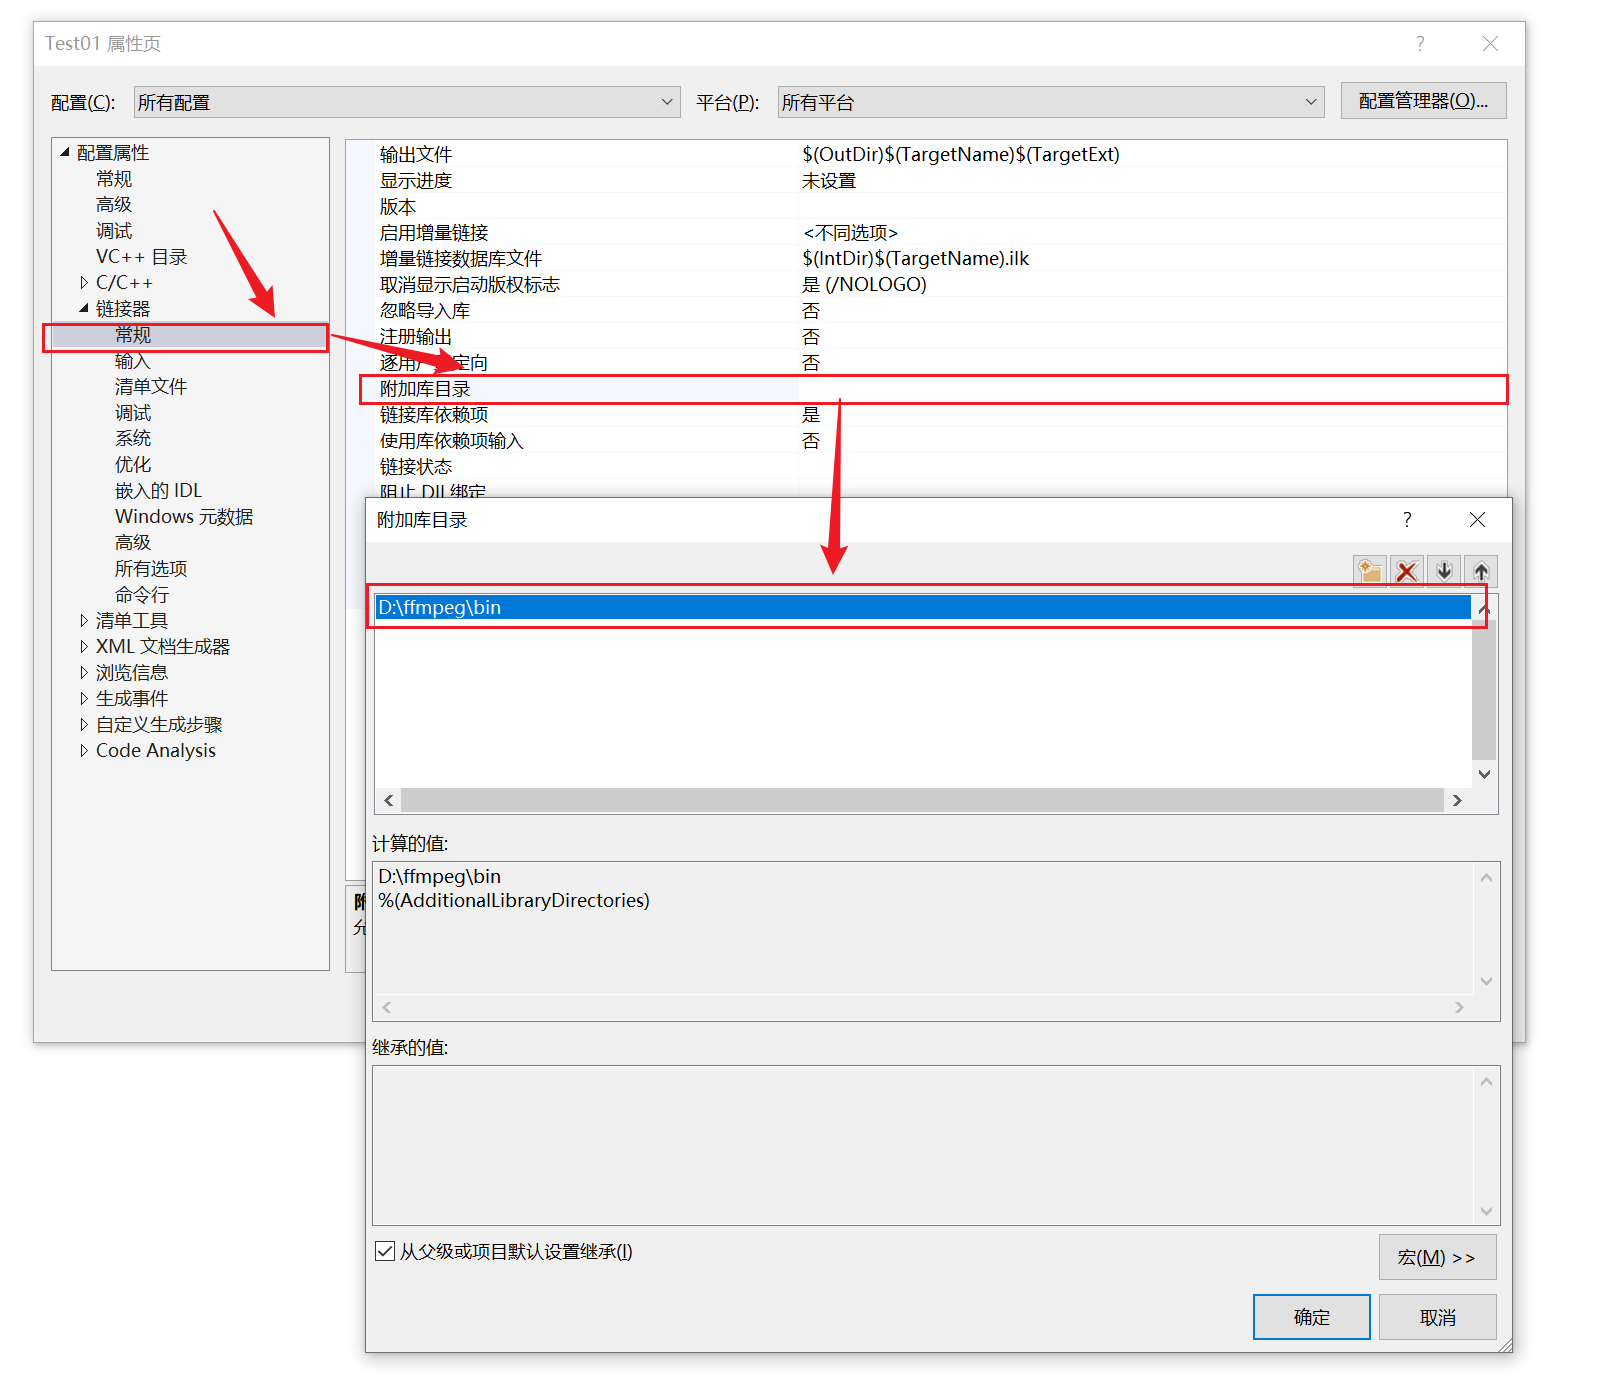 Test01 属性页
?
配置(C):
所有配置
平台(P):
所有平台
配置管理器(O)...
配置属性
常规
高级
调试
VC++ 目录
C/C++
链接器
常规
输入
清单文件
调试
系统
优化
嵌入的 IDL
Windows 元数据
高级
所有选项
命令行
清单工具
XML 文档生成器
浏览信息
生成事件
自定义生成步骤
Code Analysis
输出文件 $(OutDir)$(TargetName)$(TargetExt)
显示进度 未设置
版本
启用增量链接 <不同选项>
增量链接数据库文件 $(IntDir)$(TargetName).ilk
取消显示启动版权标志 是 (/NOLOGO)
忽略导入库 否
注册输出 否
逐用户 定向 否
附加库目录
链接库依赖项 是
使用库依赖项输入 否
链接状态
阻止 Dll 绑定
附
允
附加库目录
?
D:\ffmpeg\bin
计算的值:
D:\ffmpeg\bin
%(AdditionalLibraryDirectories)
继承的值:
从父级或项目默认设置继承(I)
宏(M) >>
确定
取消